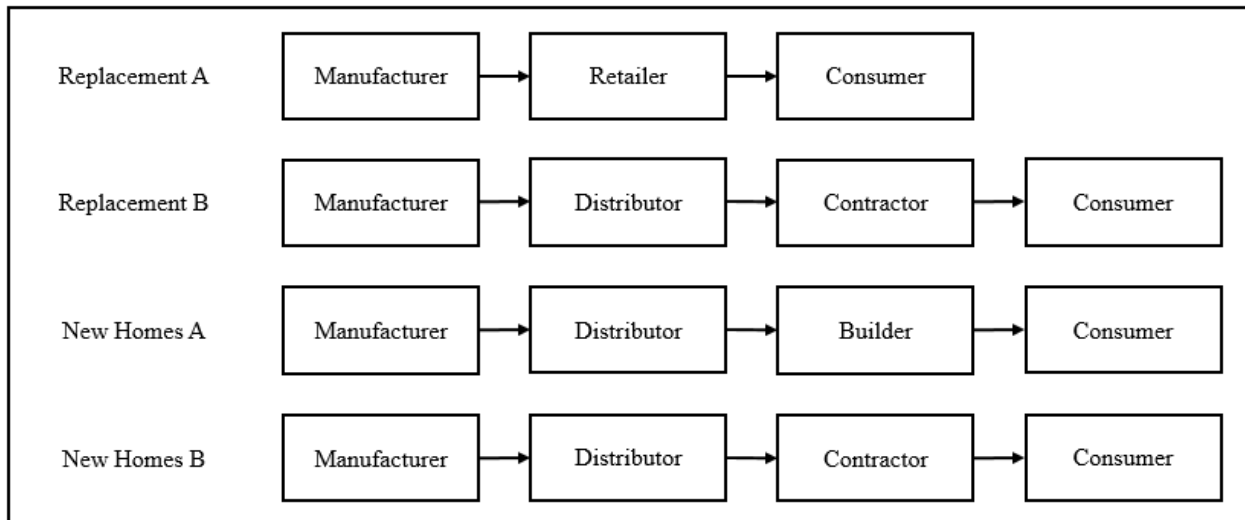 Replacement A Manufacturer Retailer Consumer
Replacement B Manufacturer Distributor Contractor Consumer
New Homes A Manufacturer Distributor Builder Consumer
New Homes B Manufacturer Distributor Contractor Consumer